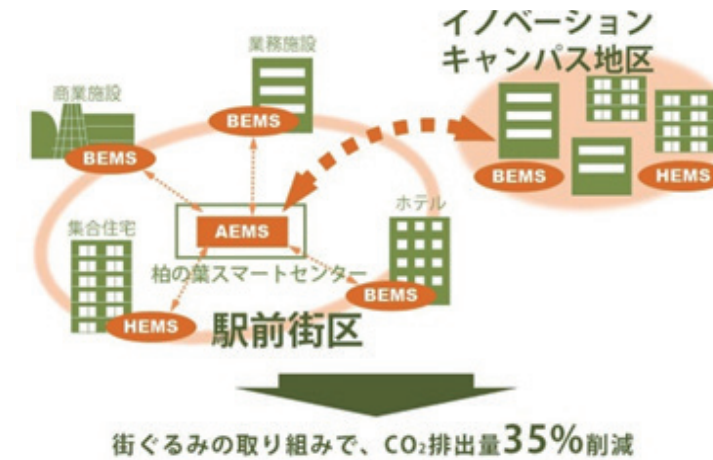 イノベーション
キャンパス地区
業務施設
商業施設
BEMS
BEMS
BEMS
HEMS
AEMS
ホテル
集合住宅
柏の葉スマートセンター
BEMS
HEMS
駅前街区
街ぐるみの取り組みで、CO₂排出量35%削減